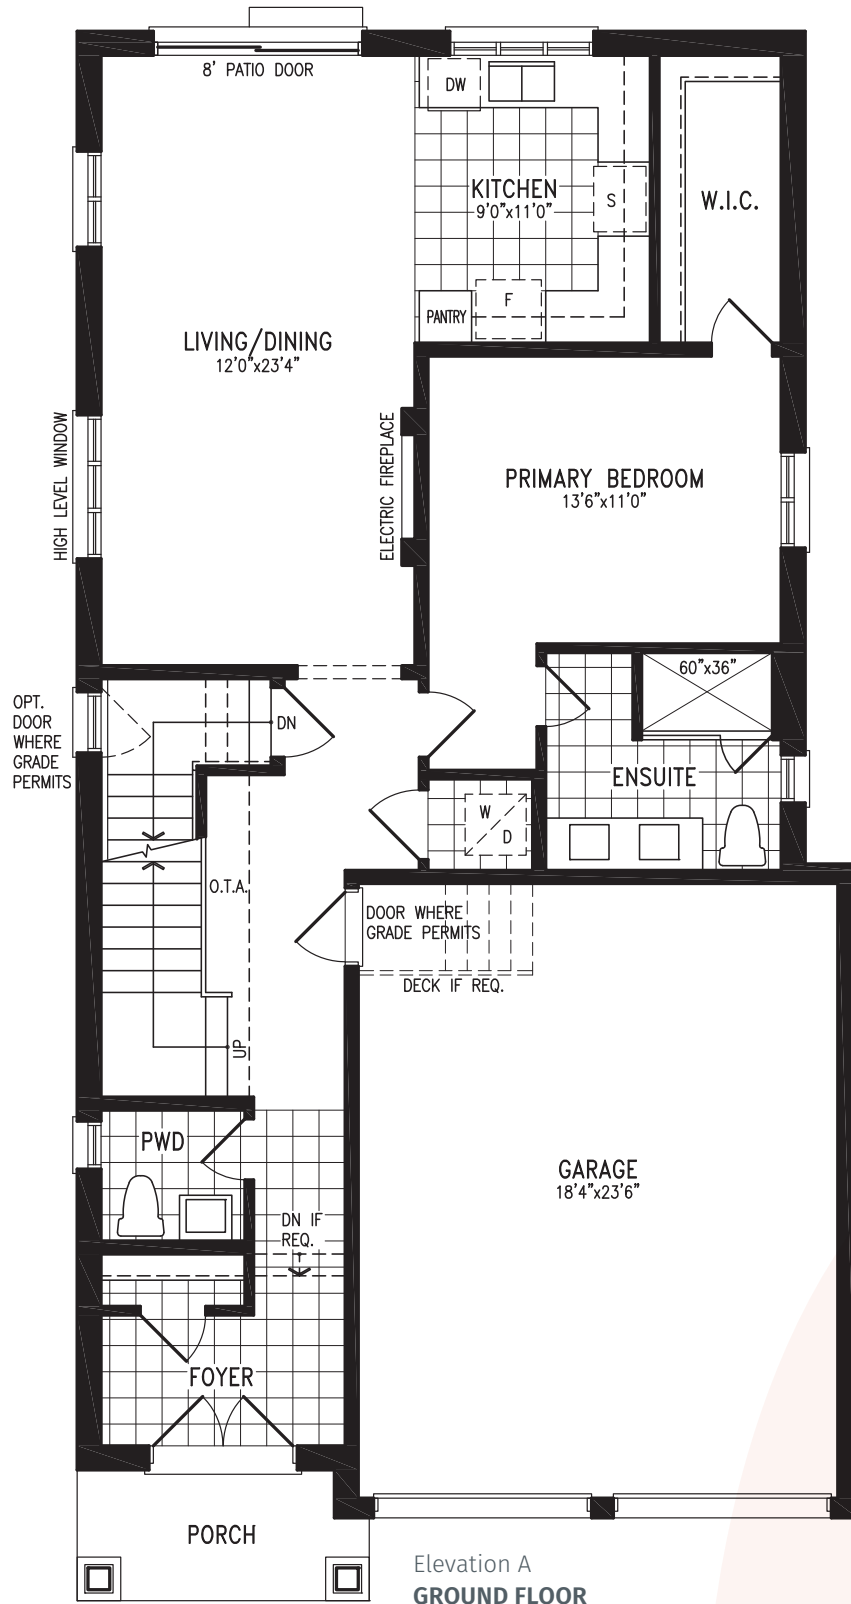 8' PATIO DOOR
DW
KITCHEN
9'0"x11'0"
S
W.I.C.
F
PANTRY
LIVING/DINING
12'0"x23'4"
HIGH LEVEL WINDOW
ELECTRIC FIREPLACE
PRIMARY BEDROOM
13'6"x11'0"
60"x36"
OPT.
DOOR
WHERE
GRADE
PERMITS
DN
ENSUITE
W
D
O.T.A.
DOOR WHERE
GRADE PERMITS
DECK IF REQ.
UP
PWD
GARAGE
18'4"x23'6"
DN IF
REQ.
FOYER
PORCH
Elevation A
GROUND FLOOR